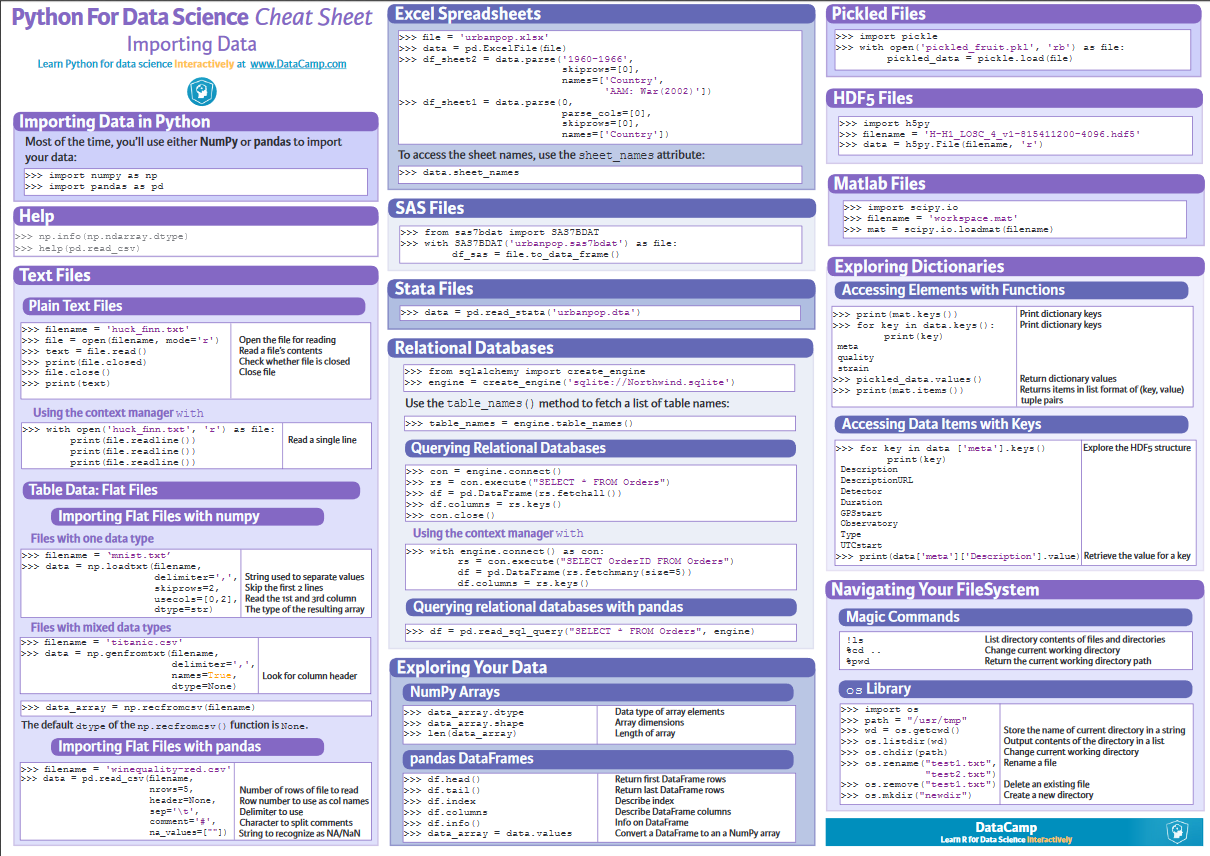 Python For Data Science Cheat Sheet
Importing Data
Learn Python for data science Interactively at www.DataCamp.com
Importing Data in Python
Most of the time, you'll use either NumPy or pandas to import
your data:
>>> import numpy as np
>>> import pandas as pd
Help
>>> np.info(np.ndarray.dtype)
>>> help(pd.read_csv)
Text Files
Plain Text Files
>>> filename = 'huck_finn.txt'
>>> file = open(filename, mode='r') Open the file for reading
>>> text = file.read() Read a file's contents
>>> print(file.closed) Check whether file is closed
>>> file.close() Close file
>>> print(text)
Using the context manager with
>>> with open('huck_finn.txt', 'r') as file:
print(file.readline()) Read a single line
print(file.readline())
print(file.readline())
Table Data: Flat Files
Importing Flat Files with numpy
Files with one data type
>>> filename = 'mnist.txt'
>>> data = np.loadtxt(filename,
delimiter=',', String used to separate values
skiprows=2, Skip the first 2 lines
usecols=[0,2], Read the 1st and 3rd column
dtype=str) The type of the resulting array
Files with mixed data types
>>> filename = 'titanic.csv'
>>> data = np.genfromtxt(filename,
delimiter=',',
names=True, Look for column header
dtype=None)
>>> data_array = np.recfromcsv(filename)
The default dtype of the np.recfromcsv() function is None.
Importing Flat Files with pandas
>>> filename = 'winequality-red.csv'
>>> data = pd.read_csv(filename,
nrows=5, Number of rows of file to read
header=None, Row number to use as col names
sep='\t', Delimiter to use
comment='#', Character to split comments
na_values=[""]) String to recognize as NA/NaN
Excel Spreadsheets
>>> file = 'urbanpop.xlsx'
>>> data = pd.ExcelFile(file)
>>> df_sheet2 = data.parse('1960-1966',
skiprows=[0],
names=['Country',
'AAM: War(2002)'])
>>> df_sheet1 = data.parse(0,
parse_cols=[0],
skiprows=[0],
names=['Country'])
To access the sheet names, use the sheet_names attribute:
>>> data.sheet_names
SAS Files
>>> from sas7bdat import SAS7BDAT
>>> with SAS7BDAT('urbanpop.sas7bdat') as file:
df_sas = file.to_data_frame()
Stata Files
>>> data = pd.read_stata('urbanpop.dta')
Relational Databases
>>> from sqlalchemy import create_engine
>>> engine = create_engine('sqlite://Northwind.sqlite')
Use the table_names() method to fetch a list of table names:
>>> table_names = engine.table_names()
Querying Relational Databases
>>> con = engine.connect()
>>> rs = con.execute("SELECT * FROM Orders")
>>> df = pd.DataFrame(rs.fetchall())
>>> df.columns = rs.keys()
>>> con.close()
Using the context manager with
>>> with engine.connect() as con:
rs = con.execute("SELECT OrderID FROM Orders")
df = pd.DataFrame(rs.fetchmany(size=5))
df.columns = rs.keys()
Querying relational databases with pandas
>>> df = pd.read_sql_query("SELECT * FROM Orders", engine)
Exploring Your Data
NumPy Arrays
>>> data_array.dtype Data type of array elements
>>> data_array.shape Array dimensions
>>> len(data_array) Length of array
pandas DataFrames
>>> df.head() Return first DataFrame rows
>>> df.tail() Return last DataFrame rows
>>> df.index Describe index
>>> df.columns Describe DataFrame columns
>>> df.info() Info on DataFrame
>>> data_array = data.values Convert a DataFrame to an a NumPy array
Pickled Files
>>> import pickle
>>> with open('pickled_fruit.pkl', 'rb') as file:
pickled_data = pickle.load(file)
HDF5 Files
>>> import h5py
>>> filename = 'H-H1_LOSC_4_v1-815411200-4096.hdf5'
>>> data = h5py.File(filename, 'r')
Matlab Files
>>> import scipy.io
>>> filename = 'workspace.mat'
>>> mat = scipy.io.loadmat(filename)
Exploring Dictionaries
Accessing Elements with Functions
>>> print(mat.keys()) Print dictionary keys
>>> for key in data.keys(): Print dictionary keys
print(key)
meta
quality
strain
>>> pickled_data.values() Return dictionary values
>>> print(mat.items()) Returns items in list format of (key, value)
tuple pairs
Accessing Data Items with Keys
>>> for key in data ['meta'].keys() Explore the HDF5 structure
print(key)
Description
DescriptionURL
Detector
Duration
GPSstart
Observatory
Type
UTCstart
>>> print(data['meta']['Description'].value) Retrieve the value for a key
Navigating Your FileSystem
Magic Commands
!ls List directory contents of files and directories
%cd .. Change current working directory
%pwd Return the current working directory path
os Library
>>> import os
>>> path = "/usr/tmp"
>>> wd = os.getcwd() Store the name of current directory in a string
>>> os.listdir(wd) Output contents of the directory in a list
>>> os.chdir(path) Change current working directory
>>> os.rename("test1.txt", Rename a file
"test2.txt")
>>> os.remove("test1.txt") Delete an existing file
>>> os.mkdir("newdir") Create a new directory
DataCamp
Learn R for Data Science Interactively